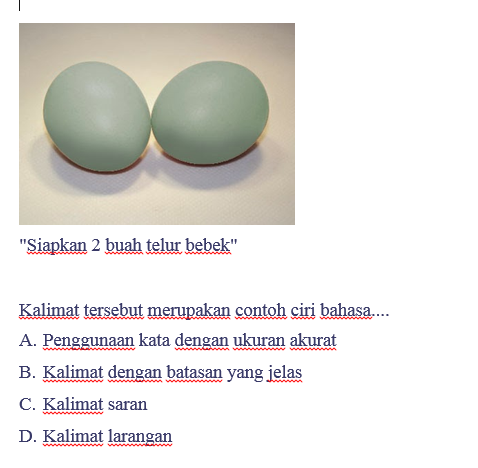 "Siapkan 2 buah telur bebek"
Kalimat tersebut merupakan contoh ciri bahasa....
A. Penggunaan kata dengan ukuran akurat
B. Kalimat dengan batasan yang jelas
C. Kalimat saran
D. Kalimat larangan